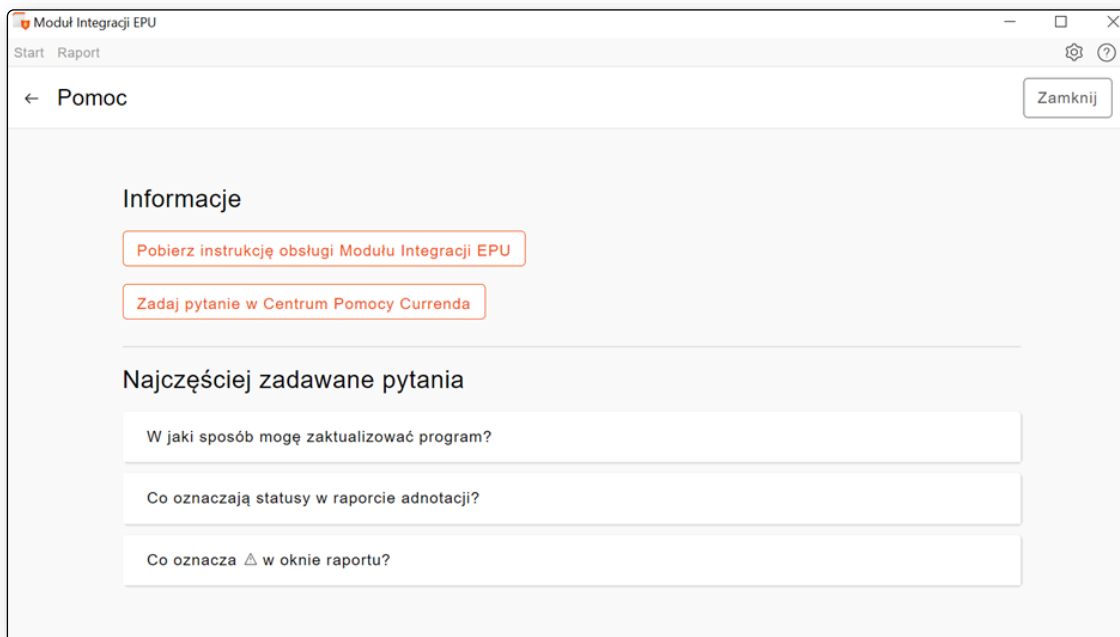 Moduł Integracji EPU
Start Raport
Pomoc
Zamknij
Informacje
Pobierz instrukcję obsługi Modułu Integracji EPU
Zadaj pytanie w Centrum Pomocy Currenda
Najczęściej zadawane pytania
W jaki sposób mogę zaktualizować program?
Co oznaczają statusy w raporcie adnotacji?
Co oznacza ⚠ w oknie raportu?